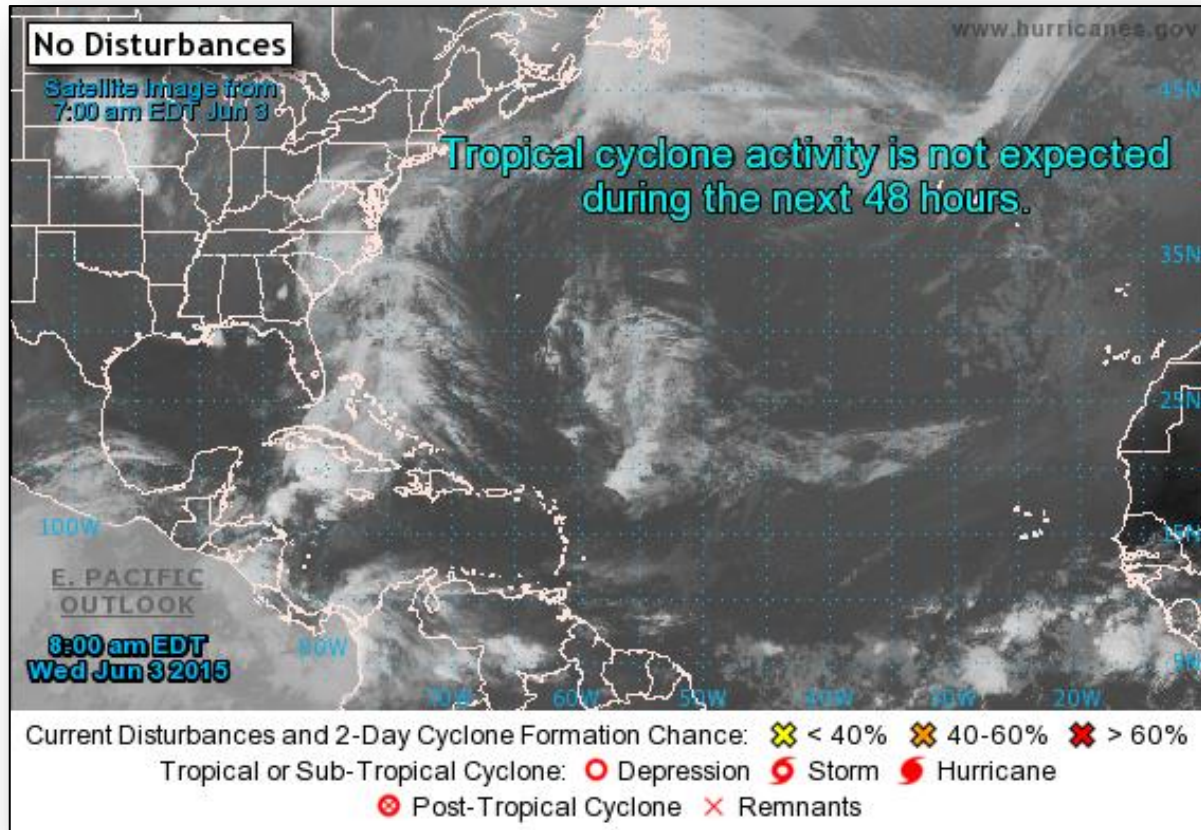 No Disturbances
www.hurricanes.gov
Satellite Image from
7:00 am EDT Jun 3
45N
Tropical cyclone activity is not expected
during the next 48 hours.
35N
25N
100W
15N
E. PACIFIC
OUTLOOK
8:00 am EDT
Wed Jun 3 2015
80W
5N
70W 60W 50W 40W 30W 20W
Current Disturbances and 2-Day Cyclone Formation Chance: < 40% 40-60% > 60%
Tropical or Sub-Tropical Cyclone: Depression Storm Hurricane
Post-Tropical Cyclone Remnants